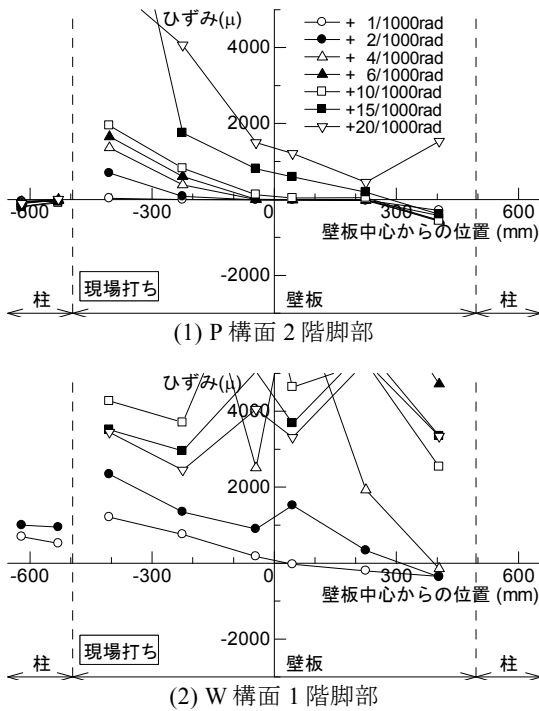 ひずみ(μ)
4000
+ 1/1000rad
+ 2/1000rad
+ 4/1000rad
+ 6/1000rad
+10/1000rad
+15/1000rad
+20/1000rad
2000
-600 -300 0 300 600
壁板中心からの位置 (mm)
-2000
柱 現場打ち 壁板 柱
(1) P 構面 2 階脚部
ひずみ(μ)
4000
2000
-600 -300 0 300 600
壁板中心からの位置 (mm)
-2000
柱 現場打ち 壁板 柱
(2) W 構面 1 階脚部